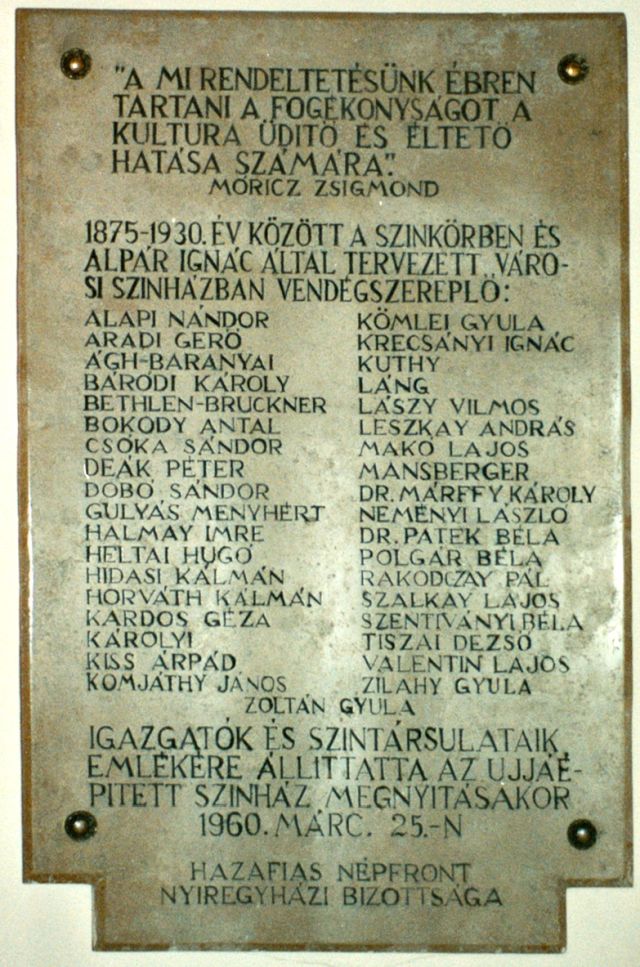 "A MI RENDELTETÉSÜNK ÉBREN
TARTANI A FOGÉKONYSÁGOT A
KULTURA ÜDITŐ ÉS ÉLTETŐ
HATÁSA SZÁMÁRA."
MÓRICZ ZSIGMOND
1875-1930. ÉV KÖZÖTT A SZINKÖRBEN ÉS
ALPÁR IGNÁC ÁLTAL TERVEZETT VÁRO-
SI SZINHÁZBAN VENDÉGSZEREPLŐ:
ALAPI NÁNDOR
ARADI GERŐ
ÁGH-BARANYAI
BÁRÓDI KÁROLY
BETHLEN-BRUCKNER
BOKODY ANTAL
CSÓKA SÁNDOR
DEÁK PÉTER
DOBÓ SÁNDOR
GULYÁS MENYHÉRT
HALMAY IMRE
HELTAI HUGÓ
HIDASI KÁLMÁN
HORVÁTH KÁLMÁN
KARDOS GÉZA
KÁROLYI
KISS ÁRPÁD
KOMJÁTHY JÁNOS
KÖMLEI GYULA
KRECSÁNYI IGNÁC
KUTHY
LÁNG
LÁSZY VILMOS
LESZKAY ANDRÁS
MAKÓ LAJOS
MANSBERGER
DR. MÁRFFY KÁROLY
NEMÉNYI LÁSZLÓ
DR. PATEK BÉLA
POLGÁR BÉLA
RAKODCZAY PÁL
SZALKAY LAJOS
SZENTIVÁNYI BÉLA
TISZAI DEZSŐ
VALENTIN LAJOS
ZILAHY GYULA
ZOLTÁN GYULA
IGAZGATÓK ÉS SZINTÁRSULATAIK
EMLÉKÉRE ÁLLITTATTA AZ UJJÁÉ-
PITETT SZINHÁZ MEGNYITÁSAKOR
1960. MÁRC. 25.-N
HAZAFIAS NÉPFRONT
NYIREGYHÁZI BIZOTTSÁGA